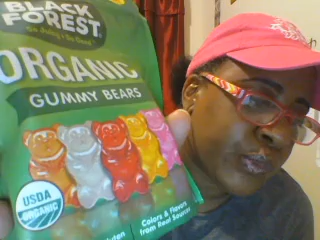 BLACK
FOREST
ORGANIC
GUMMY BEARS
USDA
ORGANIC
Colors & Flavors
from Real Sources